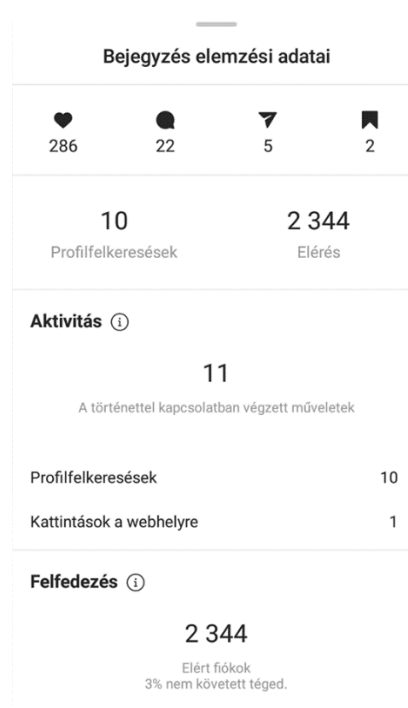 Bejegyzés elemzési adatai
286 22 5 2
10 2 344
Profilfelkeresések Elérés
Aktivitás
11
A történettel kapcsolatban végzett műveletek
Profilfelkeresések 10
Kattintások a webhelyre 1
Felfedezés
2 344
Elért fiókok
3% nem követett téged.